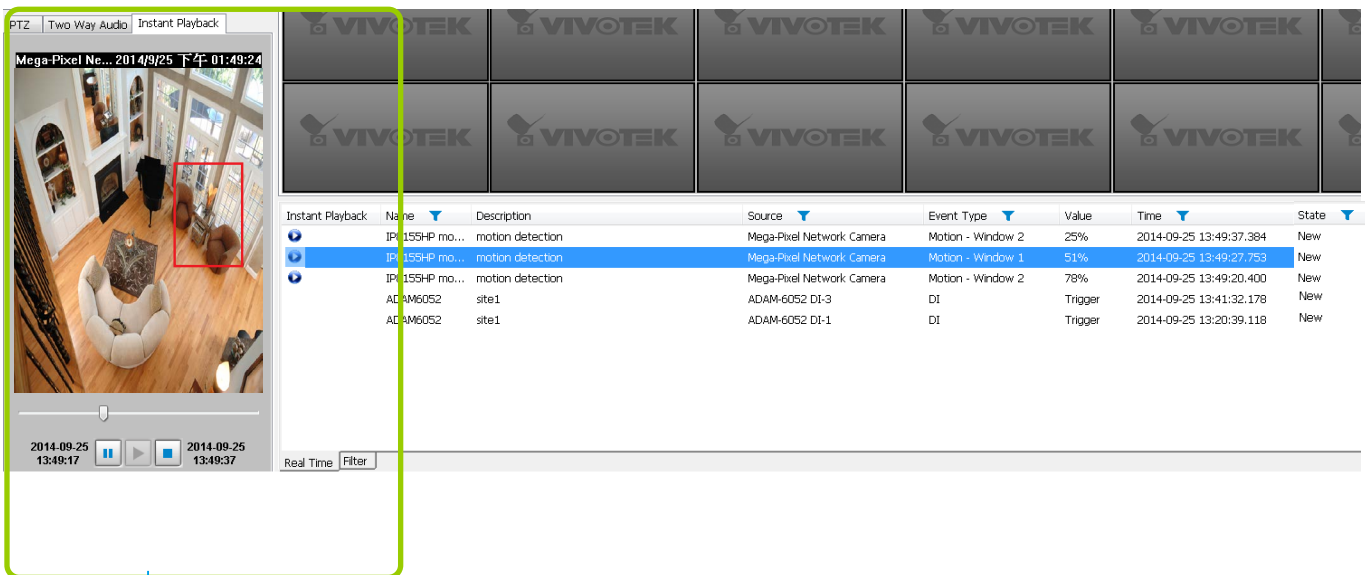 PTZ Two Way Audio Instant Playback
Mega-Pixel Ne... 2014/9/25 下午 01:49:24
2014-09-25 13:49:17
2014-09-25 13:49:37
VIVOTEK VIVOTEK VIVOTEK VIVOTEK VIVOTEK
VIVOTEK VIVOTEK VIVOTEK VIVOTEK VIVOTEK
Instant Playback Name Description Source Event Type Value Time State
IP8155HP mo... motion detection Mega-Pixel Network Camera Motion - Window 2 25% 2014-09-25 13:49:37.384 New
IP8155HP mo... motion detection Mega-Pixel Network Camera Motion - Window 1 51% 2014-09-25 13:49:27.753 New
IP8155HP mo... motion detection Mega-Pixel Network Camera Motion - Window 2 78% 2014-09-25 13:49:20.400 New
ADAM6052 site1 ADAM-6052 DI-3 DI Trigger 2014-09-25 13:41:32.178 New
ADAM6052 site1 ADAM-6052 DI-1 DI Trigger 2014-09-25 13:20:39.118 New
Real Time Filter